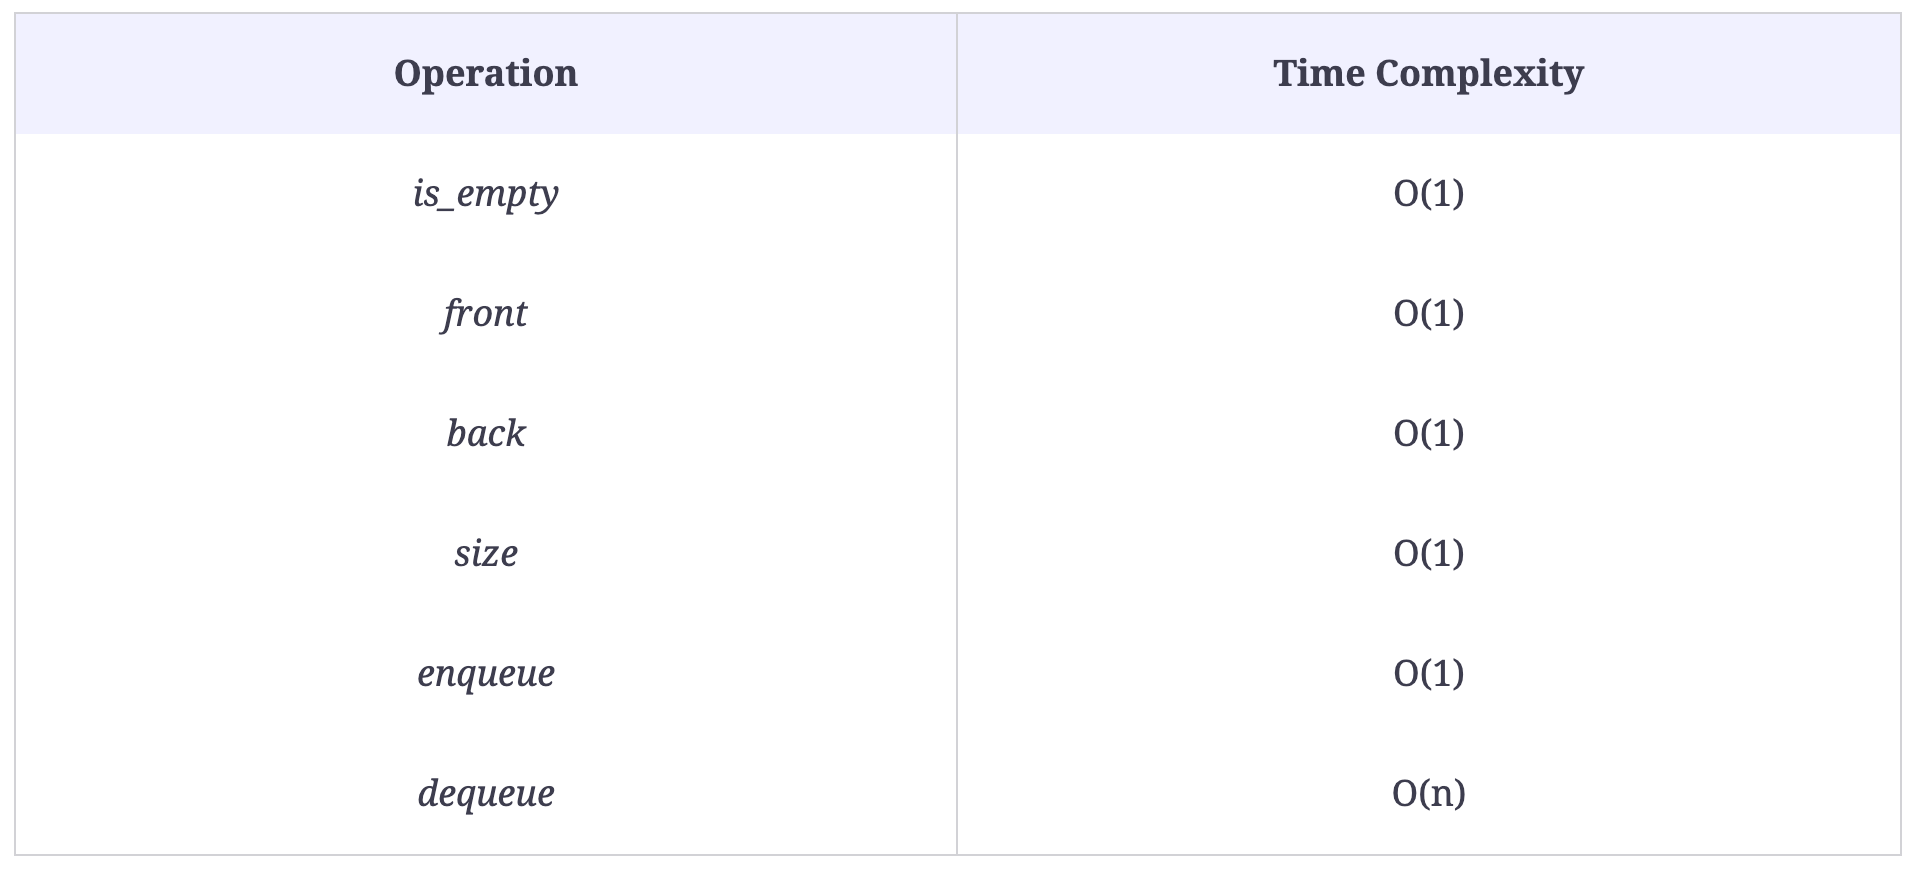 Operation Time Complexity
is_empty O(1)
front O(1)
back O(1)
size O(1)
enqueue O(1)
dequeue O(n)